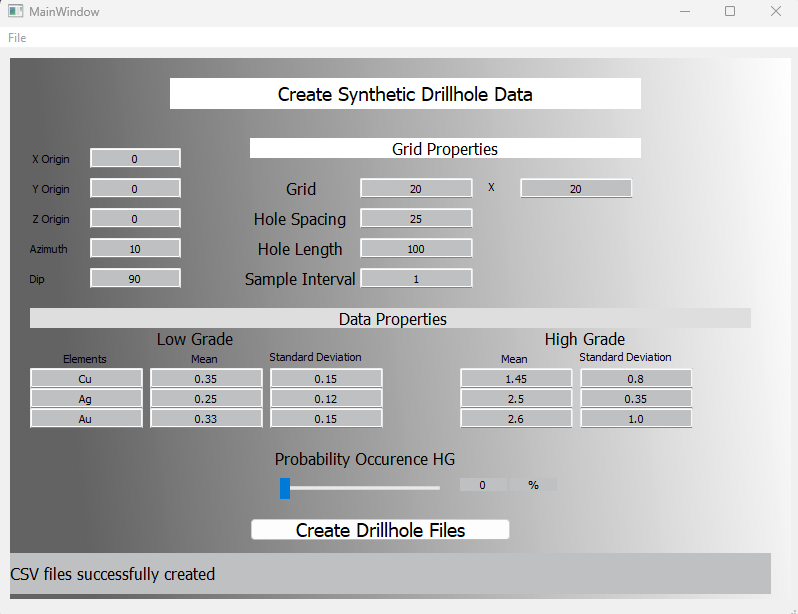 MainWindow
File
Create Synthetic Drillhole Data
Grid Properties
X Origin 0
Y Origin 0
Z Origin 0
Azimuth 10
Dip 90
Grid 20 X 20
Hole Spacing 25
Hole Length 100
Sample Interval 1
Data Properties
Low Grade High Grade
Elements Mean Standard Deviation Mean Standard Deviation
Cu 0.35 0.15 1.45 0.8
Ag 0.25 0.12 2.5 0.35
Au 0.33 0.15 2.6 1.0
Probability Occurence HG
0 %
Create Drillhole Files
CSV files successfully created